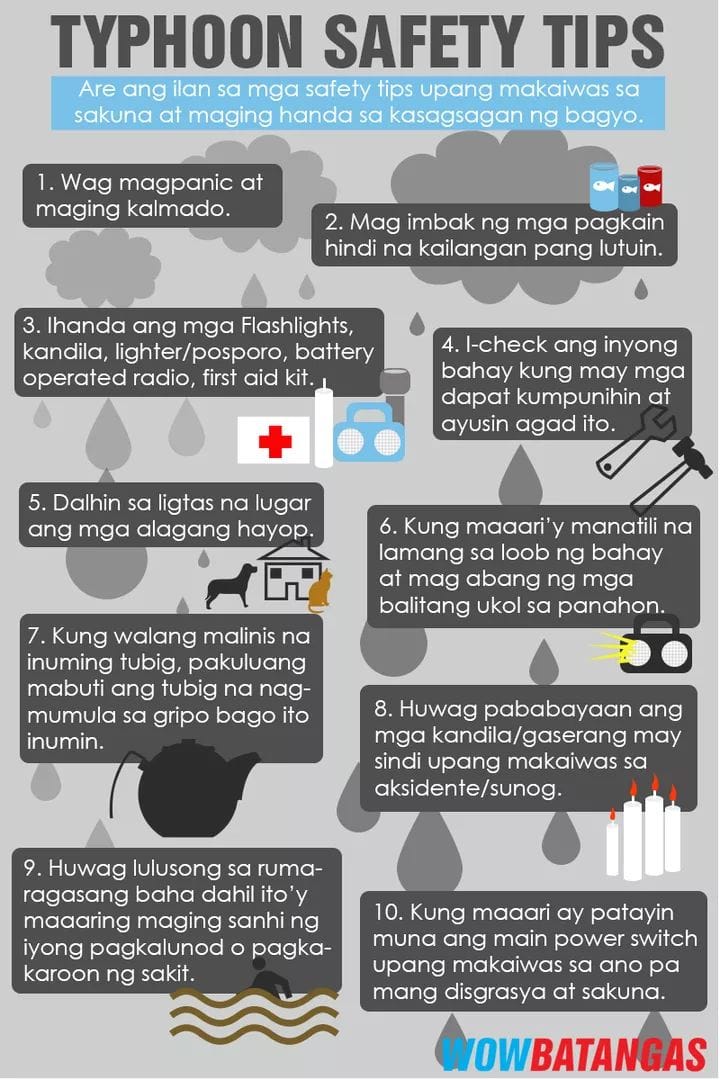 TYPHOON SAFETY TIPS
Are ang ilan sa mga safety tips upang makaiwas sa
sakuna at maging handa sa kasagsagan ng bagyo.
1. Wag magpanic at
maging kalmado.
2. Mag imbak ng mga pagkain
hindi na kailangan pang lutuin.
3. Ihanda ang mga Flashlights,
kandila, lighter/posporo, battery
operated radio, first aid kit.
4. I-check ang inyong
bahay kung may mga
dapat kumpunihin at
ayusin agad ito.
5. Dalhin sa ligtas na lugar
ang mga alagang hayop.
6. Kung maaari'y manatili na
lamang sa loob ng bahay
at mag abang ng mga
balitang ukol sa panahon.
7. Kung walang malinis na
inuming tubig, pakuluang
mabuti ang tubig na nag-
mumula sa gripo bago ito
inumin.
8. Huwag pababayaan ang
mga kandila/gaserang may
sindi upang makaiwas sa
aksidente/sunog.
9. Huwag lulusong sa ruma-
ragasang baha dahil ito'y
maaaring maging sanhi ng
iyong pagkalunod o pagka-
karoon ng sakit.
10. Kung maaari ay patayin
muna ang main power switch
upang makaiwas sa ano pa
mang disgrasya at sakuna.
WOWBATANGAS